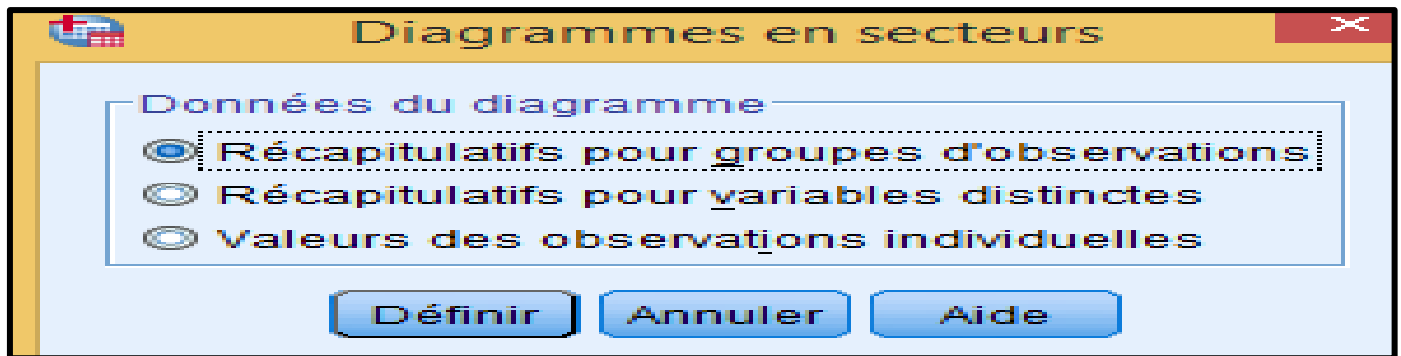 Diagrammes en secteurs
Données du diagramme
Récapitulatifs pour groupes d'observations
Récapitulatifs pour variables distinctes
Valeurs des observations individuelles
Définir Annuler Aide